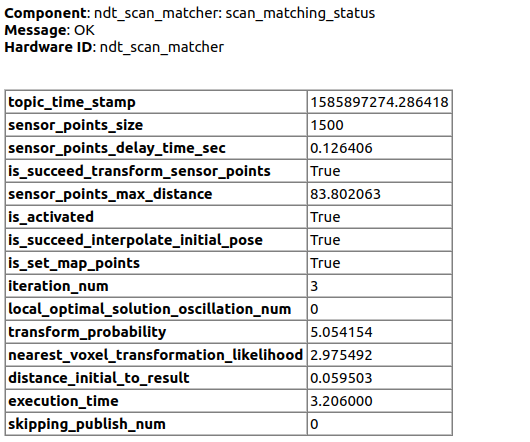 Component: ndt_scan_matcher: scan_matching_status
Message: OK
Hardware ID: ndt_scan_matcher
topic_time_stamp 1585897274.286418
sensor_points_size 1500
sensor_points_delay_time_sec 0.126406
is_succeed_transform_sensor_points True
sensor_points_max_distance 83.802063
is_activated True
is_succeed_interpolate_initial_pose True
is_set_map_points True
iteration_num 3
local_optimal_solution_oscillation_num 0
transform_probability 5.054154
nearest_voxel_transformation_likelihood 2.975492
distance_initial_to_result 0.059503
execution_time 3.206000
skipping_publish_num 0